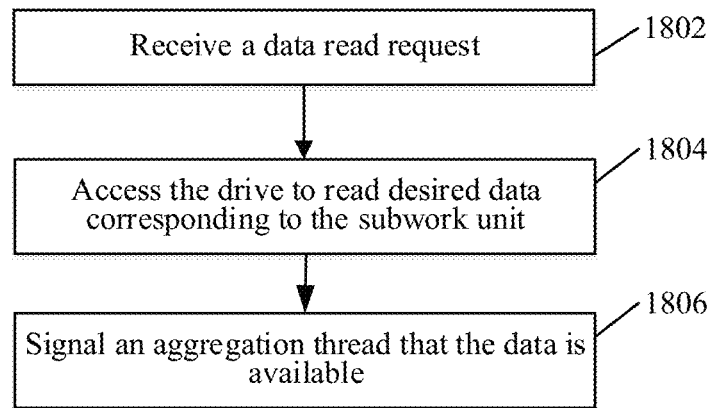 Receive a data read request
1802
Access the drive to read desired data
corresponding to the subwork unit
1804
Signal an aggregation thread that the data is
available
1806